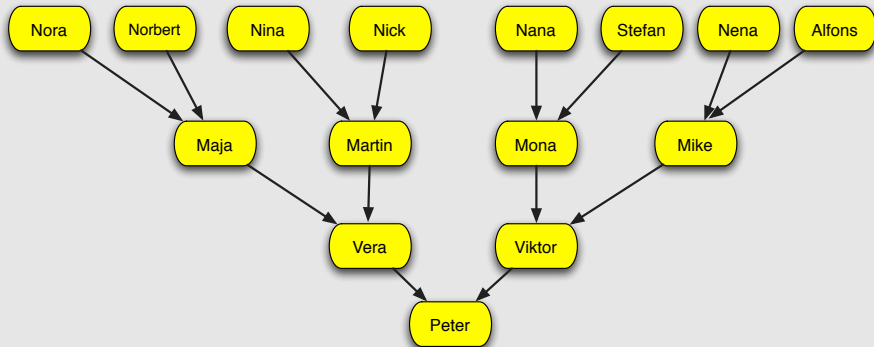 Nora
Norbert
Nina
Nick
Nana
Stefan
Nena
Alfons
Maja
Martin
Mona
Mike
Vera
Viktor
Peter